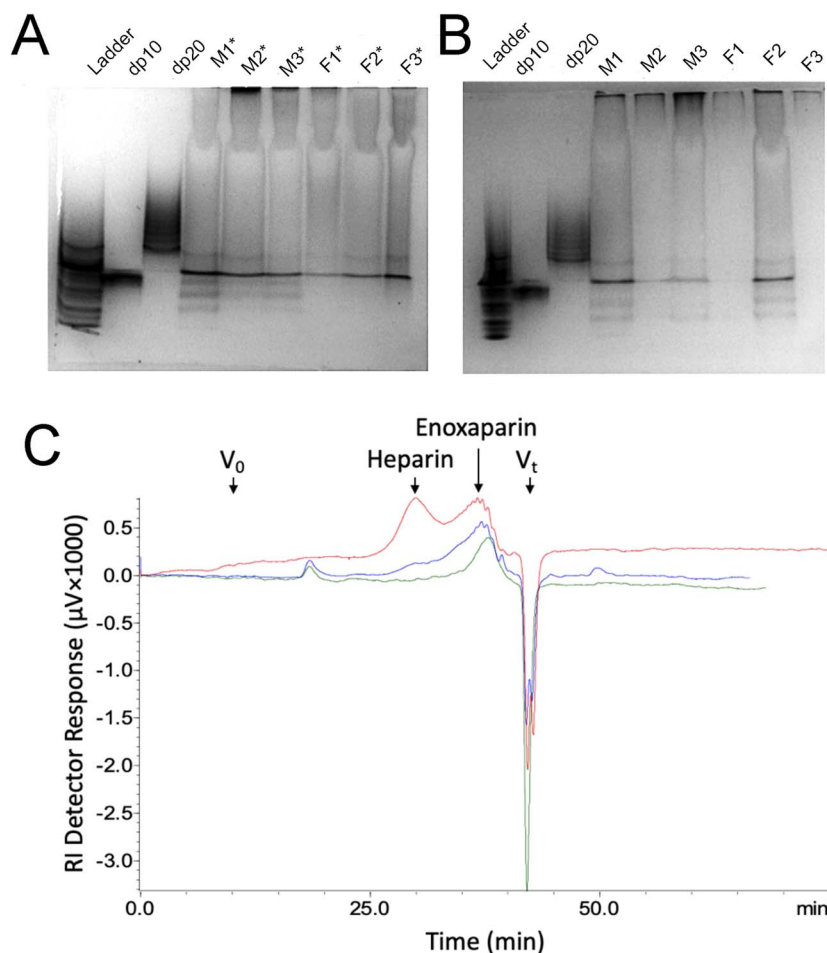 A
Ladder dp10 dp20 M1* M2* M3* F1* F2* F3*
B
Ladder dp10 dp20 M1 M2 M3 F1 F2 F3
C
Enoxaparin
V0 Heparin Vt
RI Detector Response (μV×1000)
0.5
0.0
-0.5
-1.0
-1.5
-2.0
-2.5
-3.0
0.0 25.0 50.0 min
Time (min)